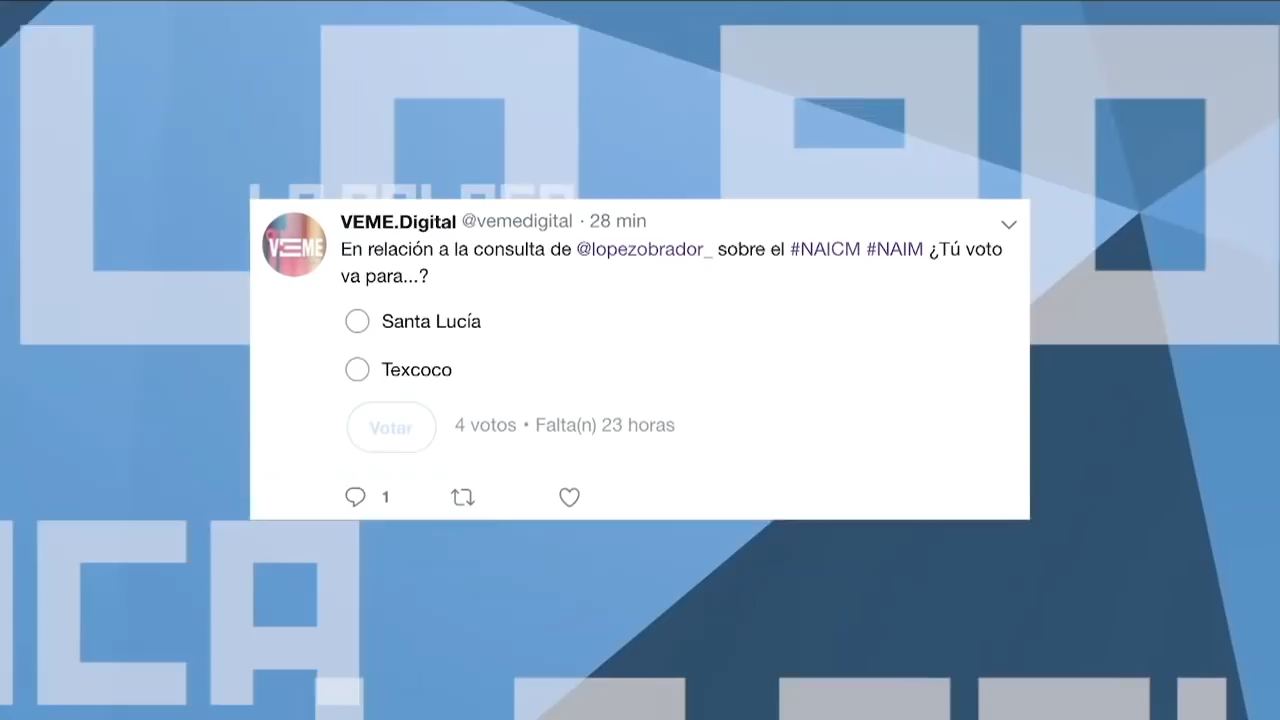 VEME.Digital @vemedigital · 28 min
En relación a la consulta de @lopezobrador_ sobre el #NAICM #NAIM ¿Tú voto
va para...?
VEME
Santa Lucía
Texcoco
Votar
4 votos • Falta(n) 23 horas
1